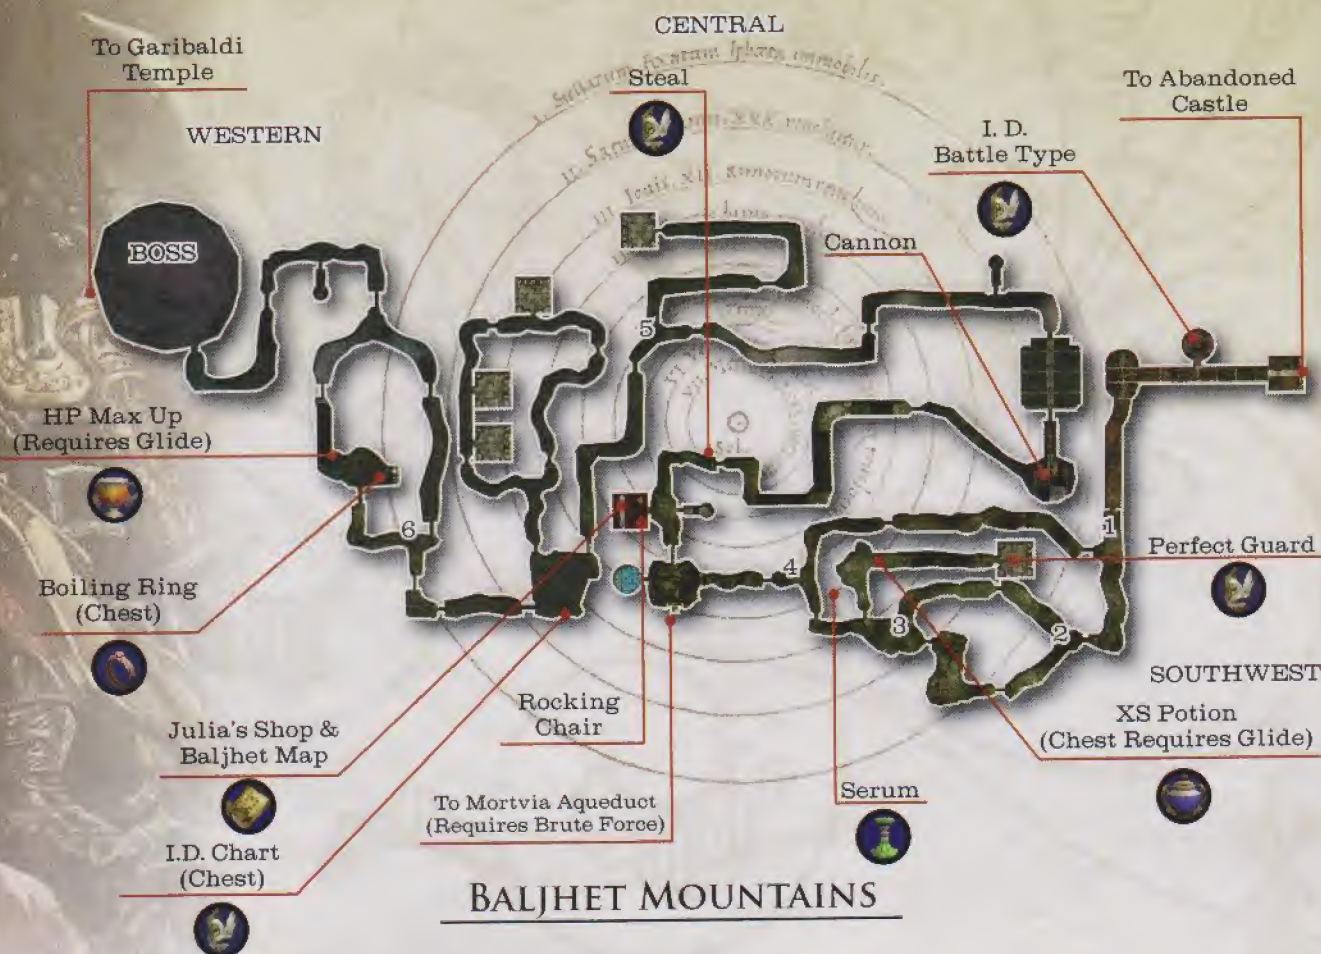 CENTRAL
To Garibaldi
Temple
Steal
To Abandoned
Castle
WESTERN
I. D.
Battle Type
BOSS
Cannon
5
HP Max Up
(Requires Glide)
6
1
Perfect Guard
4
Boiling Ring
(Chest)
3
2
SOUTHWEST
Rocking
Chair
XS Potion
(Chest Requires Glide)
Julia's Shop &
Baljhet Map
Serum
To Mortvia Aqueduct
(Requires Brute Force)
I.D. Chart
(Chest)
BALJHET MOUNTAINS